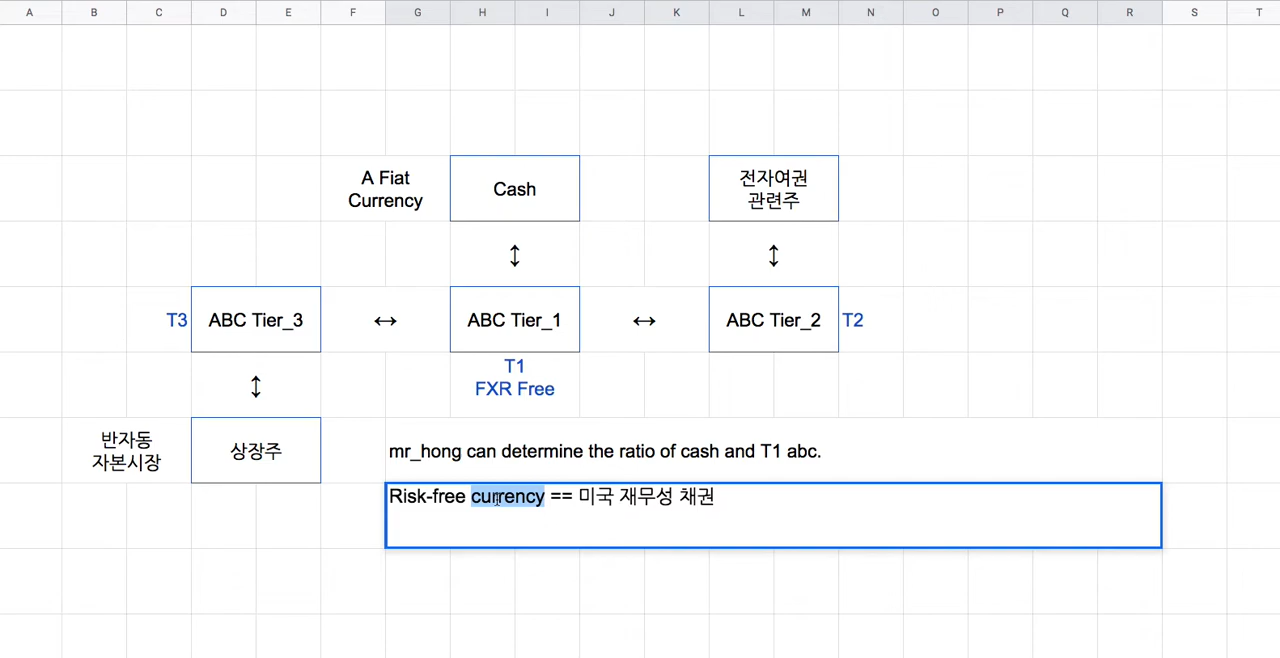 A B C D E F G H I J K L M N O P Q R S T
A Fiat
Currency
Cash
전자여권
관련주
↕ ↕
T3 ABC Tier_3 ↔ ABC Tier_1 ↔ ABC Tier_2 T2
T1
FXR Free
↕
반자동
자본시장
상장주
mr_hong can determine the ratio of cash and T1 abc.
Risk-free currency == 미국 재무성 채권